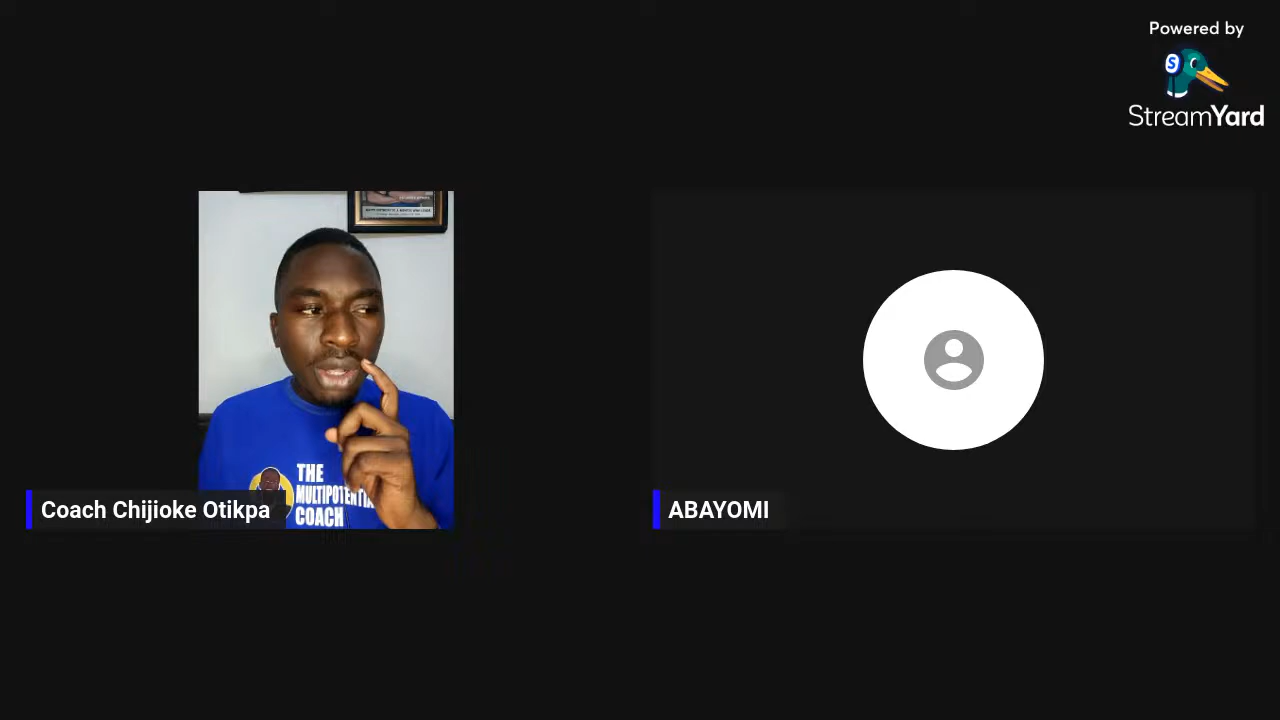 Powered by
S
StreamYard
THE
MULTIPOTENTIA
COACH
Coach Chijioke Otikpa
ABAYOMI